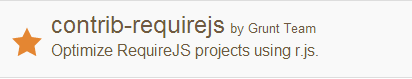 contrib-requirejs by Grunt Team
Optimize RequireJS projects using r.js.